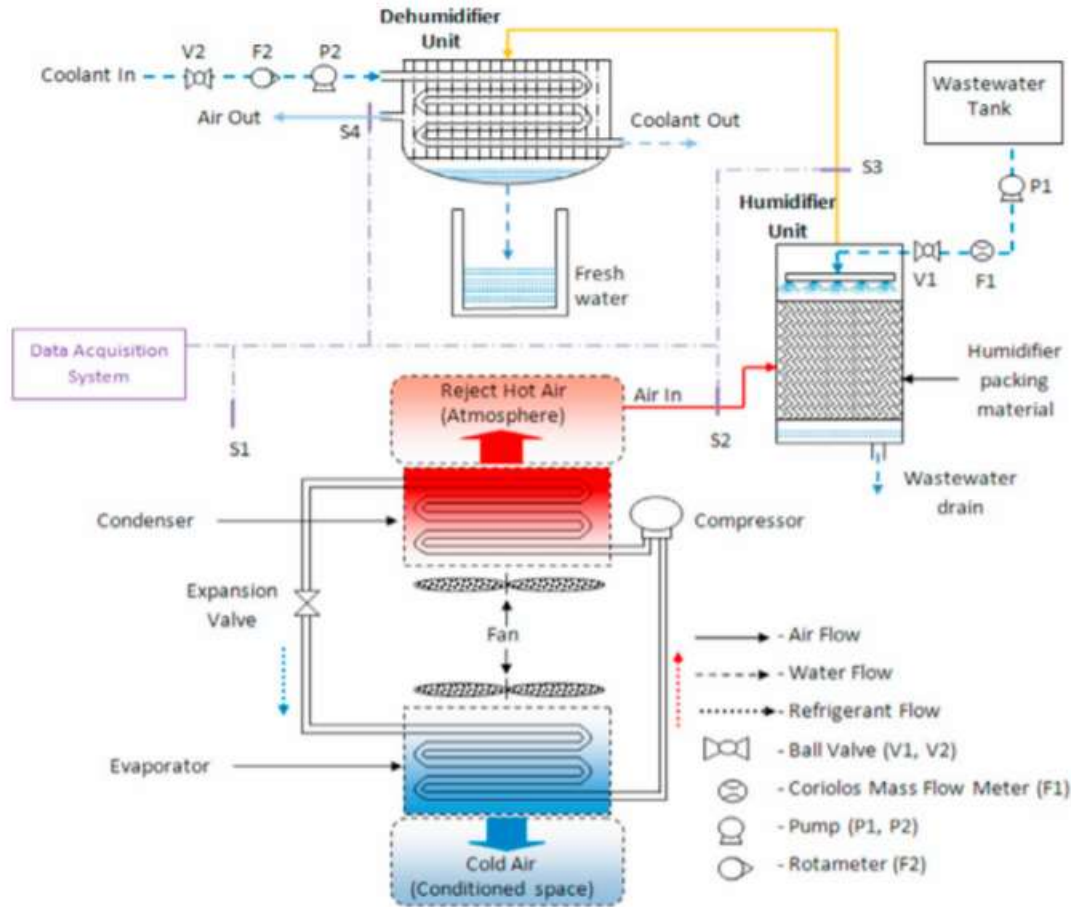 Dehumidifier
Unit
V2
F2
P2
Coolant In
Air Out
S4
Coolant Out
Wastewater
Tank
S3
P1
Humidifier
Unit
V1
F1
Fresh
water
Data Acquisition
System
S1
Reject Hot Air
(Atmosphere)
Air In
S2
Humidifier
packing
material
Wastewater
drain
Condenser
Compressor
Expansion
Valve
Fan
Evaporator
Cold Air
(Conditioned space)
- Air Flow
- Water Flow
- Refrigerant Flow
- Ball Valve (V1, V2)
- Coriolos Mass Flow Meter (F1)
- Pump (P1, P2)
- Rotameter (F2)